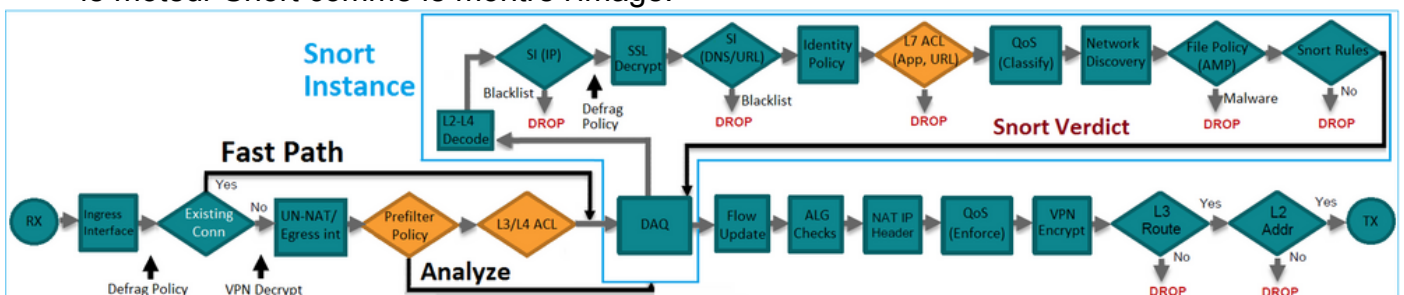 le moteur Snort comme le montre l'image.
Snort
Instance
SI (IP)
SSL
Decrypt
SI
(DNS/URL)
Identity
Policy
L7 ACL
(App, URL)
QoS
(Classify)
Network
Discovery
File Policy
(AMP)
Snort Rules
Blacklist
DROP
Defrag
Policy
Blacklist
DROP
DROP
Malware
DROP
No
DROP
L2-L4
Decode
Snort Verdict
Fast Path
Yes
RX
Ingress
Interface
Existing
Conn
No
UN-NAT/
Egress int
Prefilter
Policy
L3/L4 ACL
DAQ
Flow
Update
ALG
Checks
NAT IP
Header
QoS
(Enforce)
VPN
Encrypt
L3
Route
Yes
L2
Addr
Yes
TX
Analyze
No
DROP
No
DROP
Defrag Policy
VPN Decrypt